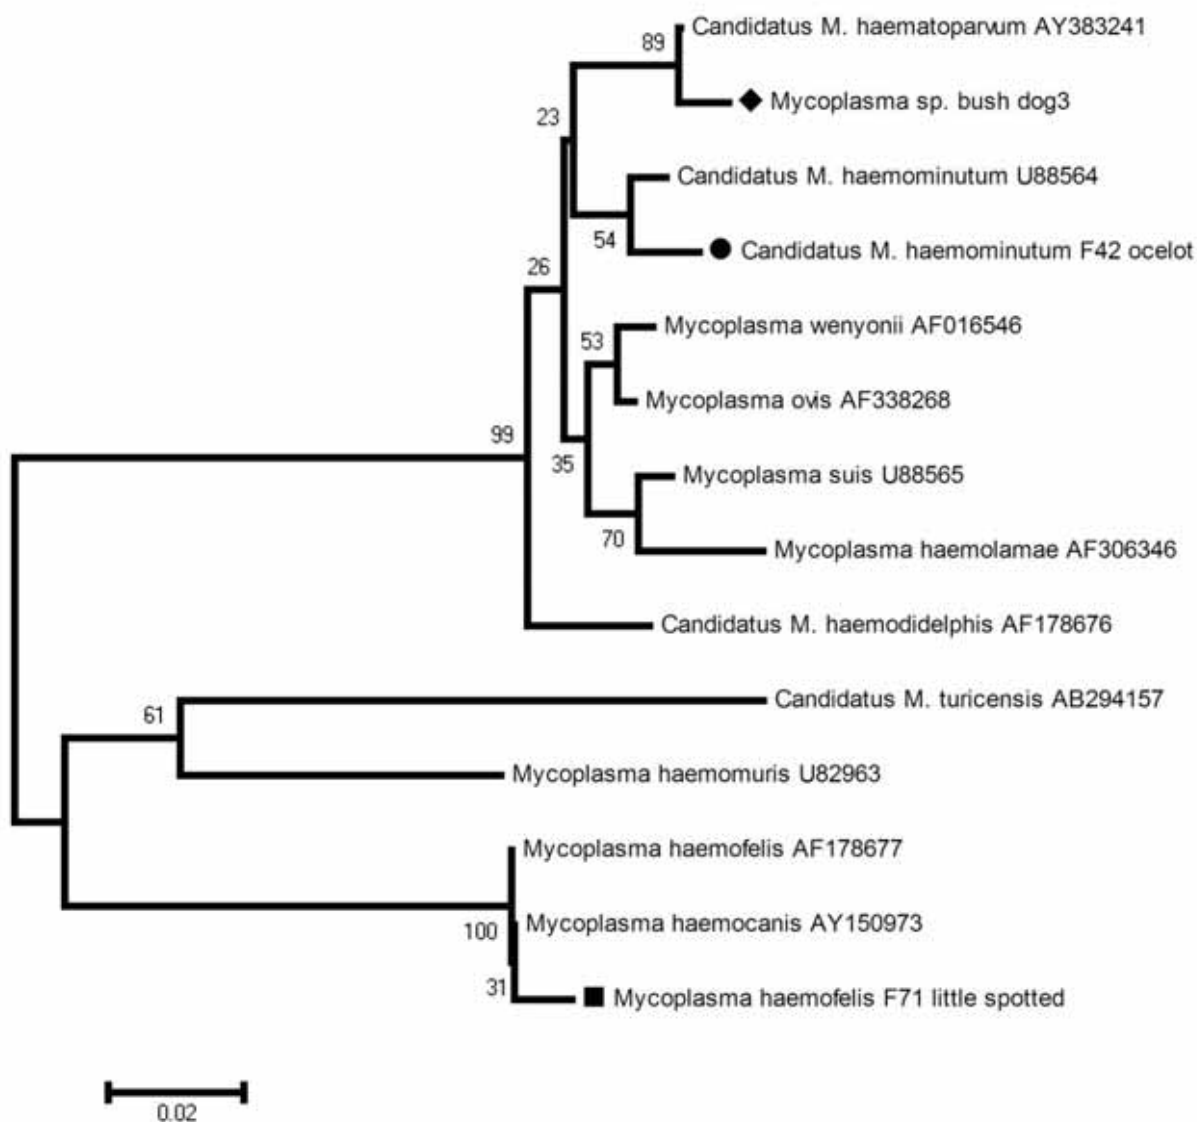 Candidatus M. haematoparvum AY383241
89
Mycoplasma sp. bush dog3
23
Candidatus M. haemominutum U88564
54
Candidatus M. haemominutum F42 ocelot
26
Mycoplasma wenyonii AF016546
53
Mycoplasma ovis AF338268
99
35
Mycoplasma suis U88565
70
Mycoplasma haemolamae AF306346
Candidatus M. haemodidelphis AF178676
Candidatus M. turicensis AB294157
61
Mycoplasma haemomuris U82963
Mycoplasma haemofelis AF178677
100
Mycoplasma haemocanis AY150973
31
Mycoplasma haemofelis F71 little spotted
0.02